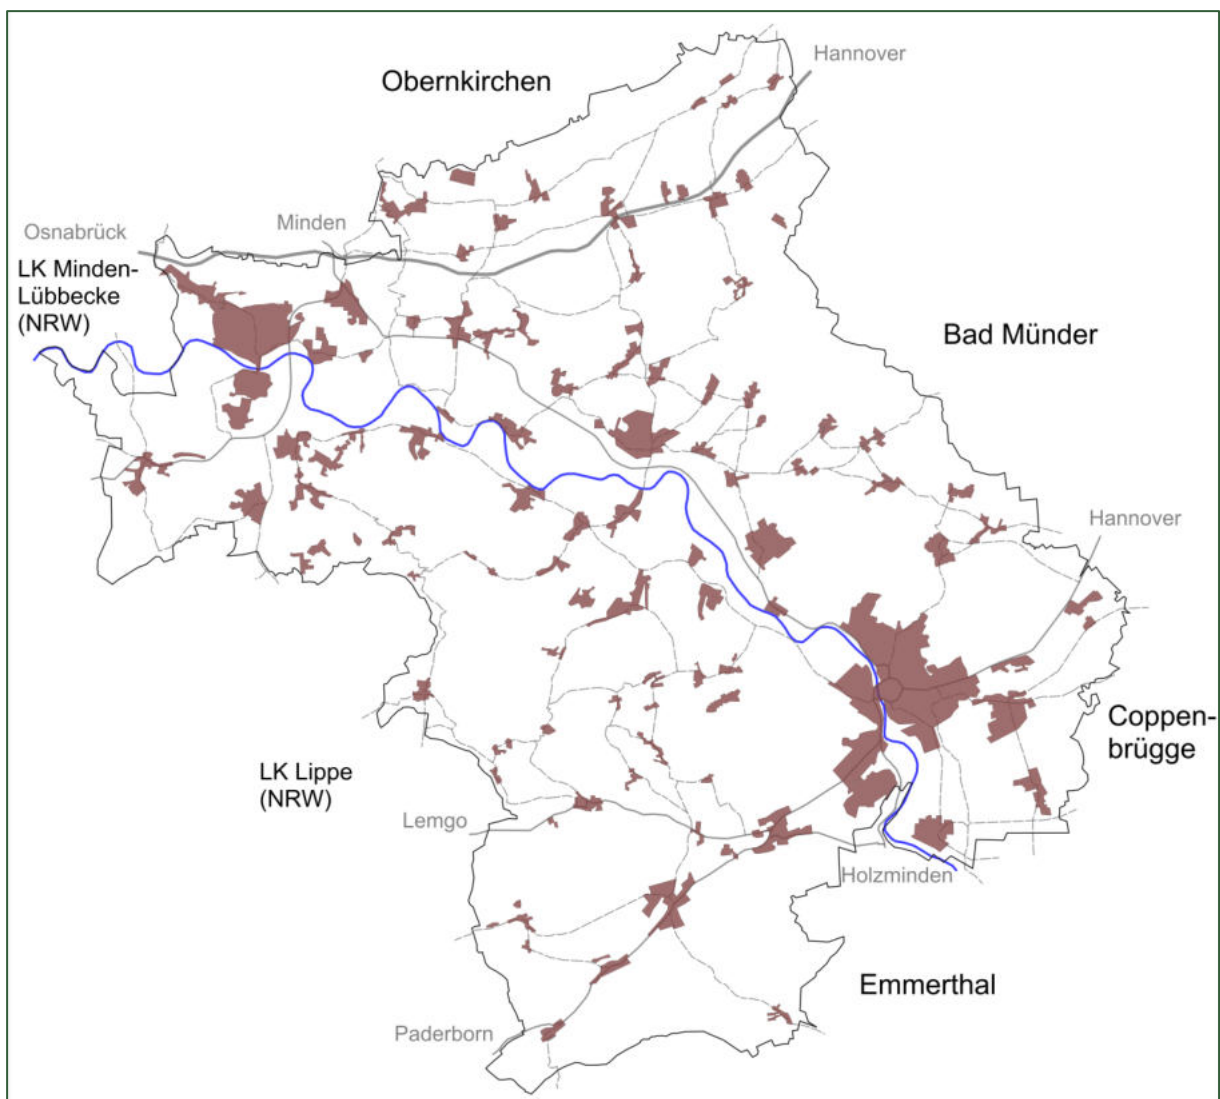 Hannover
Obernkirchen
Minden
Osnabrück
LK Minden-
Lübbecke
(NRW)
Bad Münder
Hannover
Coppen-
brügge
LK Lippe
(NRW)
Lemgo
Holzminden
Emmerthal
Paderborn